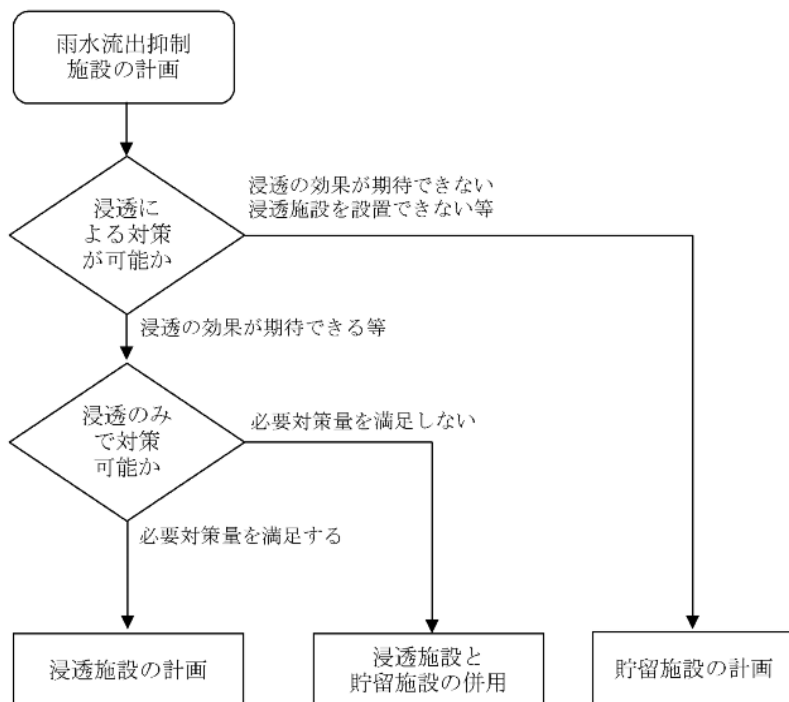 雨水流出抑制
施設の計画
浸透に
よる対策
が可能か
浸透の効果が期待できない
浸透施設を設置できない等
浸透の効果が期待できる等
浸透のみ
で対策
可能か
必要対策量を満足しない
必要対策量を満足する
浸透施設の計画
浸透施設と
貯留施設の併用
貯留施設の計画